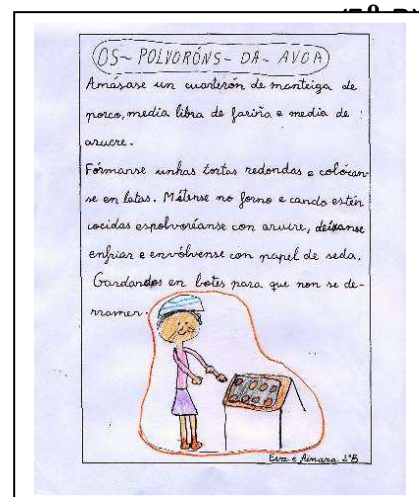 OS~POLVORÓNS~DA~AVOA
Amásase un cuarterón de manteiga de
porco, media libra de fariña e media de
azucre.
Fórmanse unhas tortas redondas e colócan-
se en latas. Métense no forno e cando estén
cocidas espolvoréanse con azucre, déixanse
enfriar e envólvense con papel de seda.
Gardandos en botes para que non se de-
rramen.
Eva e Ainara 2ºB